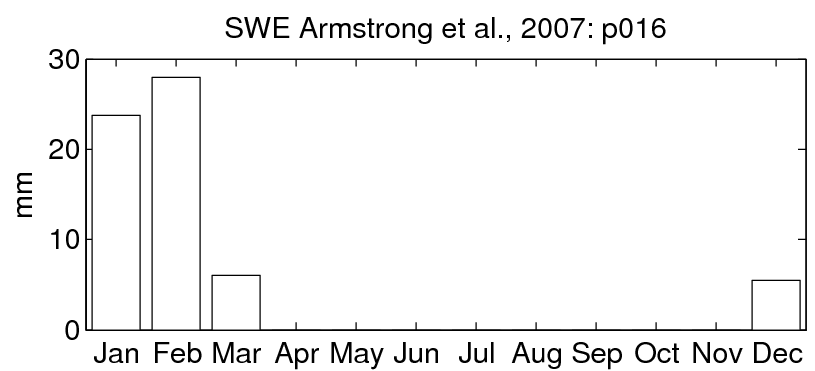 SWE Armstrong et al., 2007: p016
30
20
10
0
mm
Jan Feb Mar Apr May Jun Jul Aug Sep Oct Nov Dec